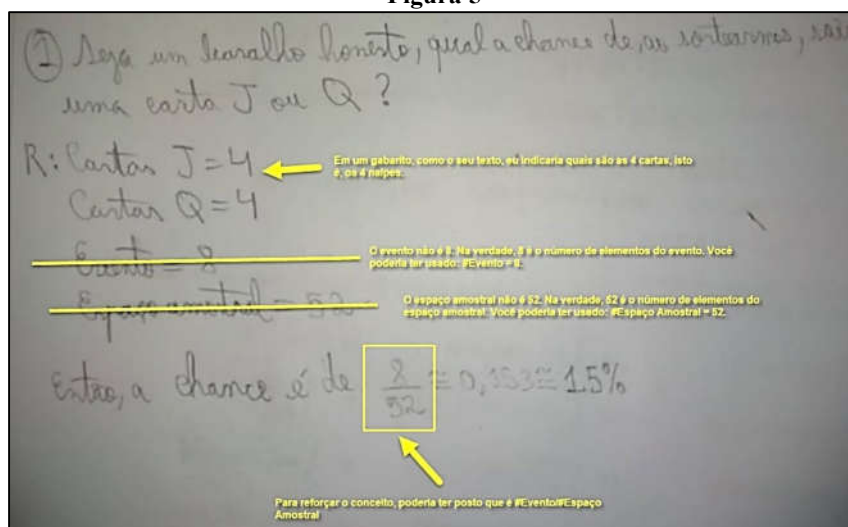 ① Seja um baralho honesto, qual a chance de, ao sortearmos, sair
uma carta J ou Q ?
R: Cartas J = 4
Em um gabarito, como o seu texto, eu indicaria quais são as 4 cartas, isto
é, os 4 naipes.
Cartas Q = 4
Evento = 8
O evento não é 8. Na verdade, 8 é o número de elementos do evento. Você
poderia ter usado: #Evento = 8.
Espaço amostral = 52
O espaço amostral não é 52. Na verdade, 52 é o número de elementos do
espaço amostral. Você poderia ter usado: #Espaço Amostral = 52.
Então, a chance é de 8/52 ≅ 0,153 ≅ 15%
Para reforçar o conceito, poderia ter posto que é #Evento/#Espaço
Amostral